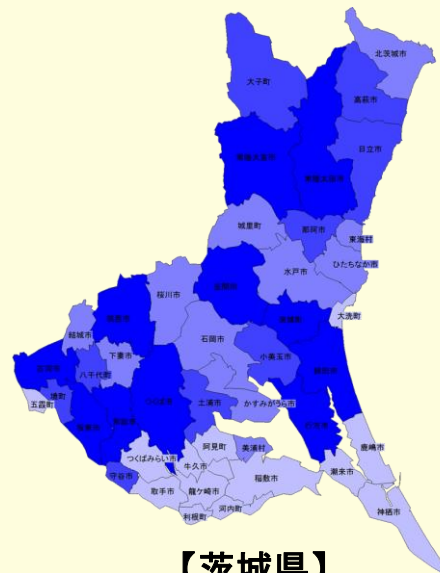 北茨城市
大子町
高萩市
日立市
常陸大宮市
常陸太田市
城里町
那珂市
東海村
ひたちなか市
水戸市
笠間市
桜川市
筑西市
茨城町
大洗町
結城市
下妻市
石岡市
小美玉市
鉾田市
古河市
八千代町
つくば市
土浦市
かすみがうら市
行方市
境町
五霞町
坂東市
常総市
鹿嶋市
つくばみらい市
阿見町
美浦村
牛久市
潮来市
守谷市
取手市
龍ケ崎市
稲敷市
利根町
河内町
神栖市
【茨城県】